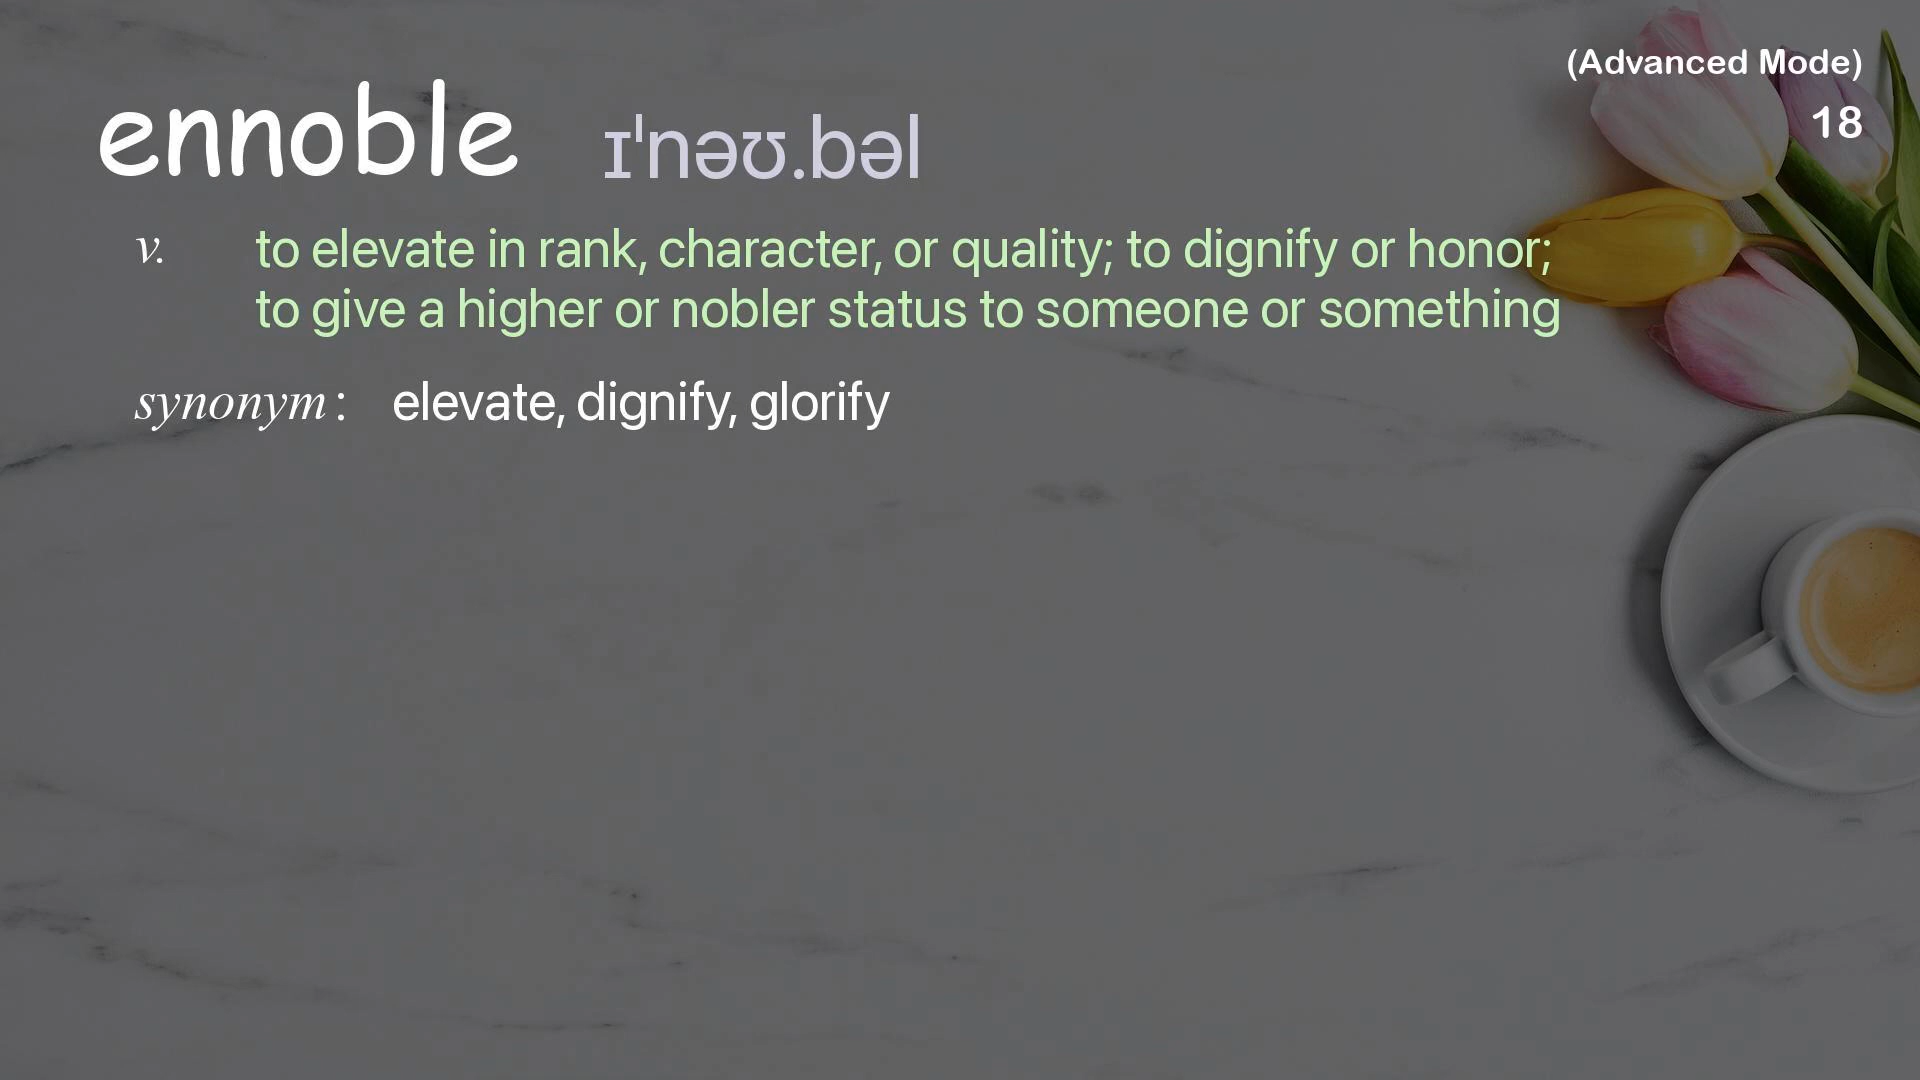 (Advanced Mode)
18
ennoble ɪˈnəʊ.bəl
v. to elevate in rank, character, or quality; to dignify or honor;
to give a higher or nobler status to someone or something
synonym : elevate, dignify, glorify